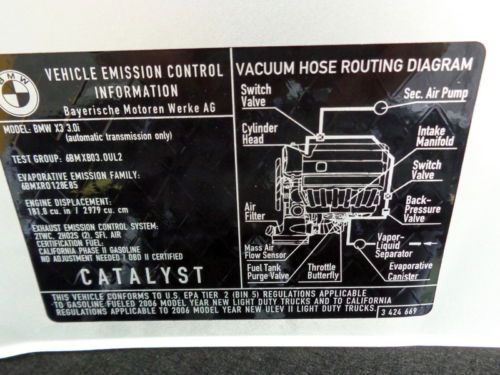 BMW
VEHICLE EMISSION CONTROL
INFORMATION
Bayerische Motoren Werke AG
MODEL: BMW X3 3.0i
(automatic transmission only)
TEST GROUP: 6BMXB03.0UL2
EVAPORATIVE EMISSION FAMILY:
6BMXR0128E85
ENGINE DISPLACEMENT:
181,8 cu. in / 2979 cu. cm
EXHAUST EMISSION CONTROL SYSTEM:
2TWC, 2HO2S (2), SFI, AIR
CERTIFICATION FUEL:
CALIFORNIA PHASE II GASOLINE
NO ADJUSTMENT NEEDED / OBD II CERTIFIED
CATALYST
VACUUM HOSE ROUTING DIAGRAM
Switch
Valve
Sec. Air Pump
Cylinder
Head
Intake
Manifold
Switch
Valve
Back-
Pressure
Valve
Air
Filter
Mass Air
Flow Sensor
Vapor-
Liquid
Separator
Fuel Tank
Purge Valve
Throttle
Butterfly
Evaporative
Canister
THIS VEHICLE CONFORMS TO U.S. EPA TIER 2 (BIN 5) REGULATIONS APPLICABLE
TO GASOLINE/FUELED 2006 MODEL YEAR NEW LIGHT DUTY TRUCKS AND TO CALIFORNIA
REGULATIONS APPLICABLE TO 2006 MODEL YEAR NEW ULEV II LIGHT DUTY TRUCKS.
3 424 669